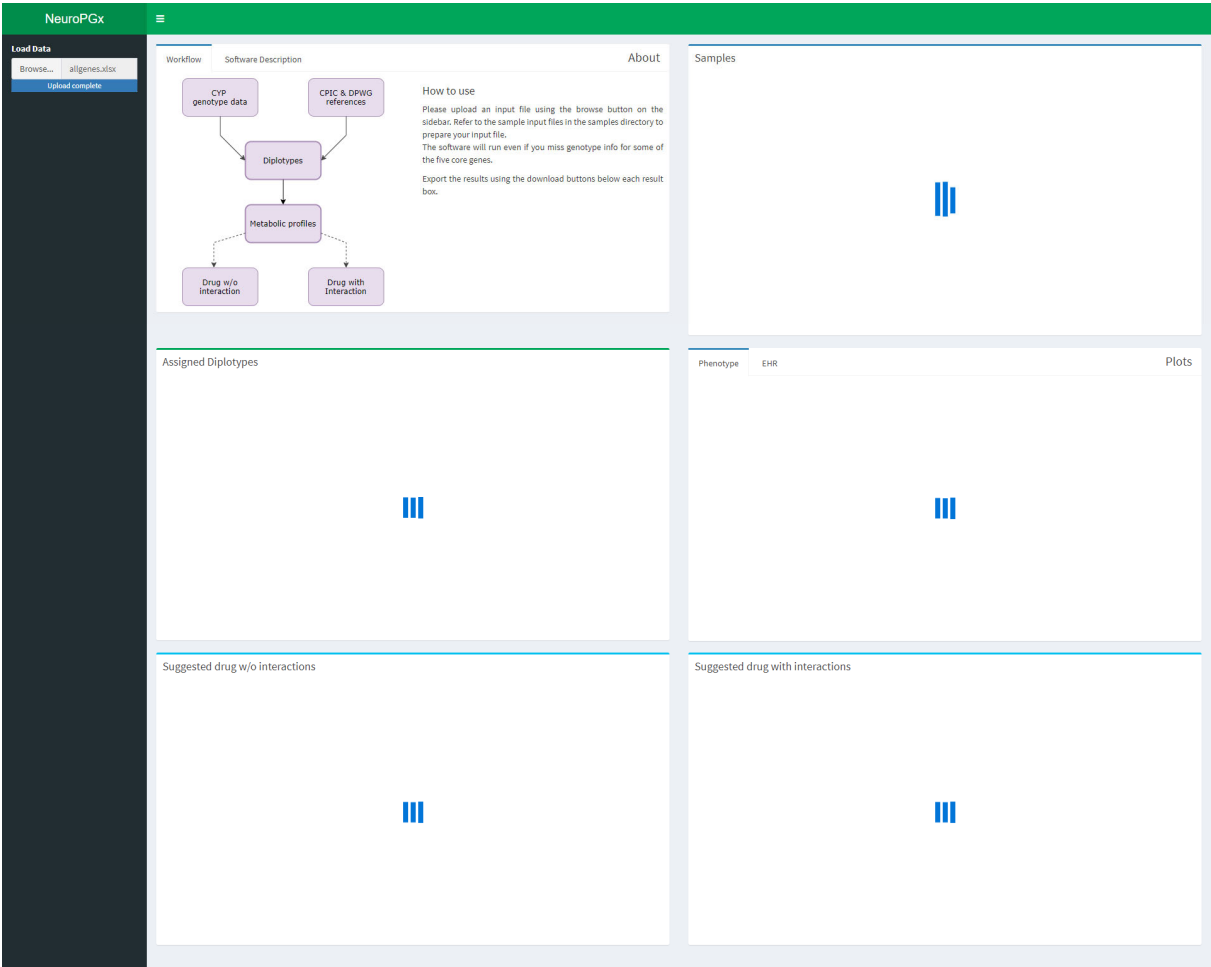 NeuroPGx
Load Data
Browse... allgenes.xlsx
Upload complete
Workflow Software Description About
CYP
genotype data
CPIC & DPWG
references
Diplotypes
Metabolic profiles
Drug w/o
interaction
Drug with
Interaction
How to use
Please upload an input file using the browse button on the
sidebar. Refer to the sample input files in the samples directory to
prepare your input file.
The software will run even if you miss genotype info for some of
the five core genes.
Export the results using the download buttons below each result
box.
Samples
Assigned Diplotypes
Phenotype EHR Plots
Suggested drug w/o interactions
Suggested drug with interactions